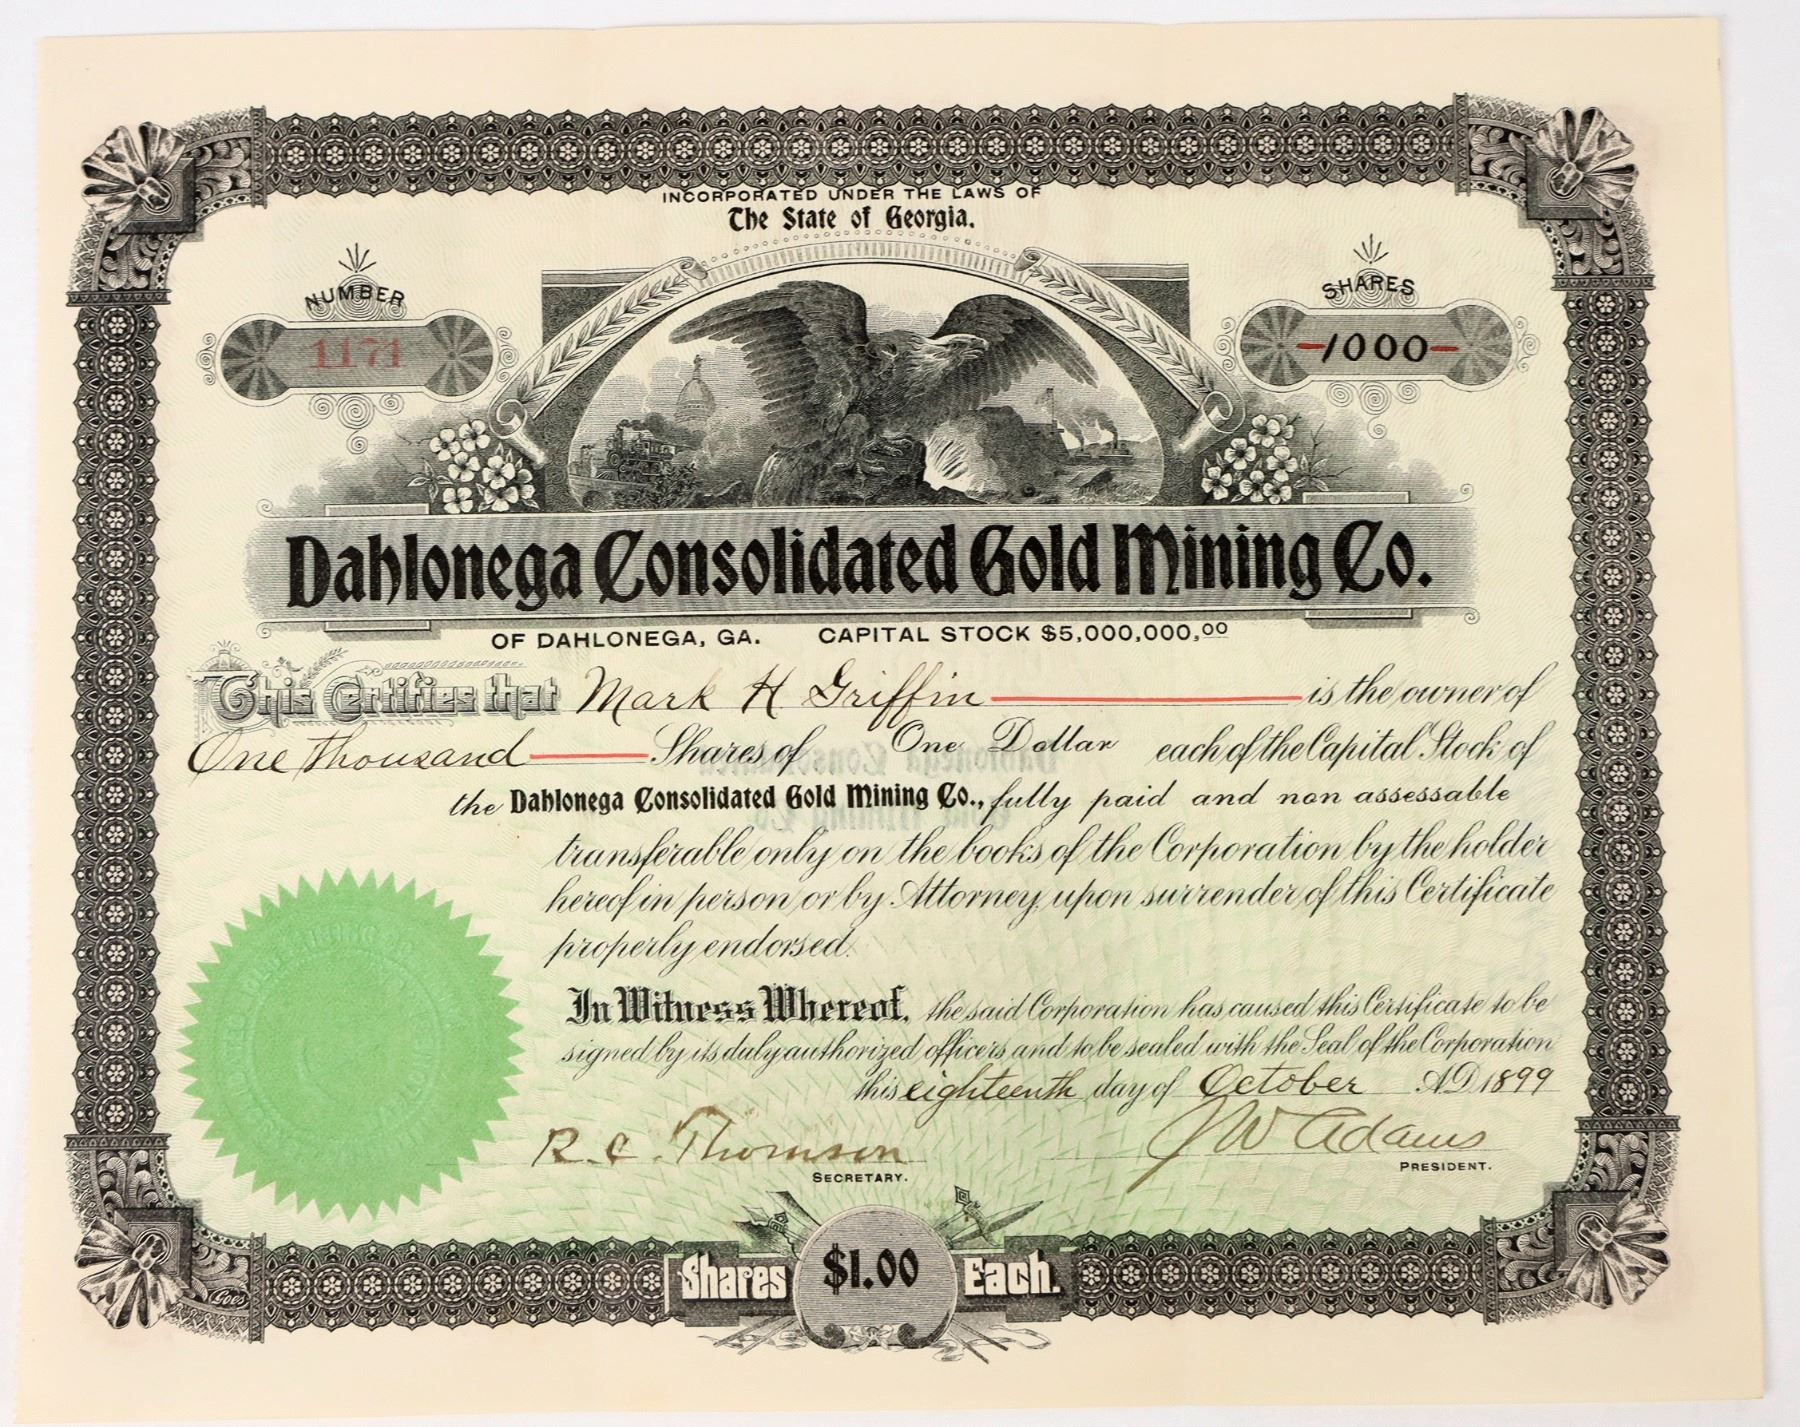 INCORPORATED UNDER THE LAWS OF
The State of Georgia.
NUMBER
1171
SHARES
1000
Dahlonega Consolidated Gold Mining Co.
OF DAHLONEGA, GA. CAPITAL STOCK $5,000,000,00
This Certifies that Mark H Griffin is the owner of
One Thousand Shares of One Dollar each of the Capital Stock of
the Dahlonega Consolidated Gold Mining Co., fully paid and non assessable
transferable only on the books of the Corporation by the holder
hereof in person or by Attorney, upon surrender of this Certificate
properly endorsed.
In Witness Whereof, the said Corporation has caused this Certificate to be
signed by its duly authorized officers and to be sealed with the Seal of the Corporation
this eighteenth day of October A.D. 1899
R. C. Thomson
SECRETARY.
J W Adams
PRESIDENT.
Shares $1.00 Each.
Goes